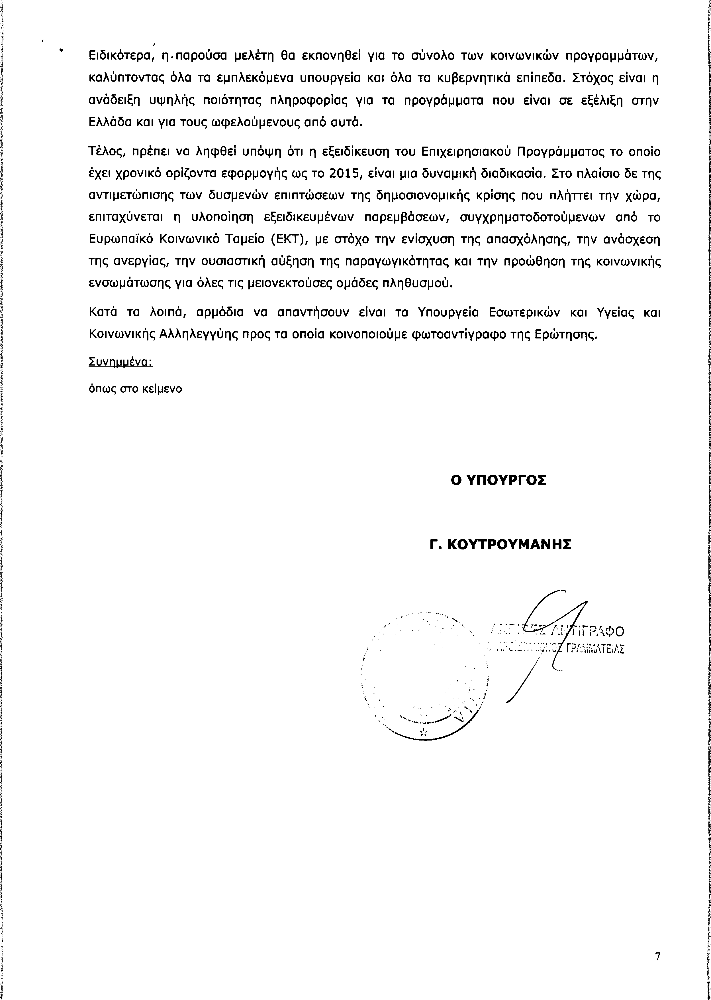 Ειδικότερα, η παρούσα μελέτη θα εκπονηθεί για το σύνολο των κοινωνικών προγραμμάτων,
καλύπτοντας όλα τα εμπλεκόμενα υπουργεία και όλα τα κυβερνητικά επίπεδα. Στόχος είναι η
ανάδειξη υψηλής ποιότητας πληροφορίας για τα προγράμματα που είναι σε εξέλιξη στην
Ελλάδα και για τους ωφελούμενους από αυτά.
Τέλος, πρέπει να ληφθεί υπόψη ότι η εξειδίκευση του Επιχειρησιακού Προγράμματος το οποίο
έχει χρονικό ορίζοντα εφαρμογής ως το 2015, είναι μια δυναμική διαδικασία. Στο πλαίσιο δε της
αντιμετώπισης των δυσμενών επιπτώσεων της δημοσιονομικής κρίσης που πλήττει την χώρα,
επιταχύνεται η υλοποίηση εξειδικευμένων παρεμβάσεων, συγχρηματοδοτούμενων από το
Ευρωπαϊκό Κοινωνικό Ταμείο (ΕΚΤ), με στόχο την ενίσχυση της απασχόλησης, την ανάσχεση
της ανεργίας, την ουσιαστική αύξηση της παραγωγικότητας και την προώθηση της κοινωνικής
ενσωμάτωσης για όλες τις μειονεκτούσες ομάδες πληθυσμού.
Κατά τα λοιπά, αρμόδια να απαντήσουν είναι τα Υπουργεία Εσωτερικών και Υγείας και
Κοινωνικής Αλληλεγγύης προς τα οποία κοινοποιούμε φωτοαντίγραφο της Ερώτησης.
Συνημμένα:
όπως στο κείμενο
Ο ΥΠΟΥΡΓΟΣ
Γ. ΚΟΥΤΡΟΥΜΑΝΗΣ
ΑΝΤΙΓΡΑΦΟ
ΓΡΑΜΜΑΤΕΙΑΣ
7